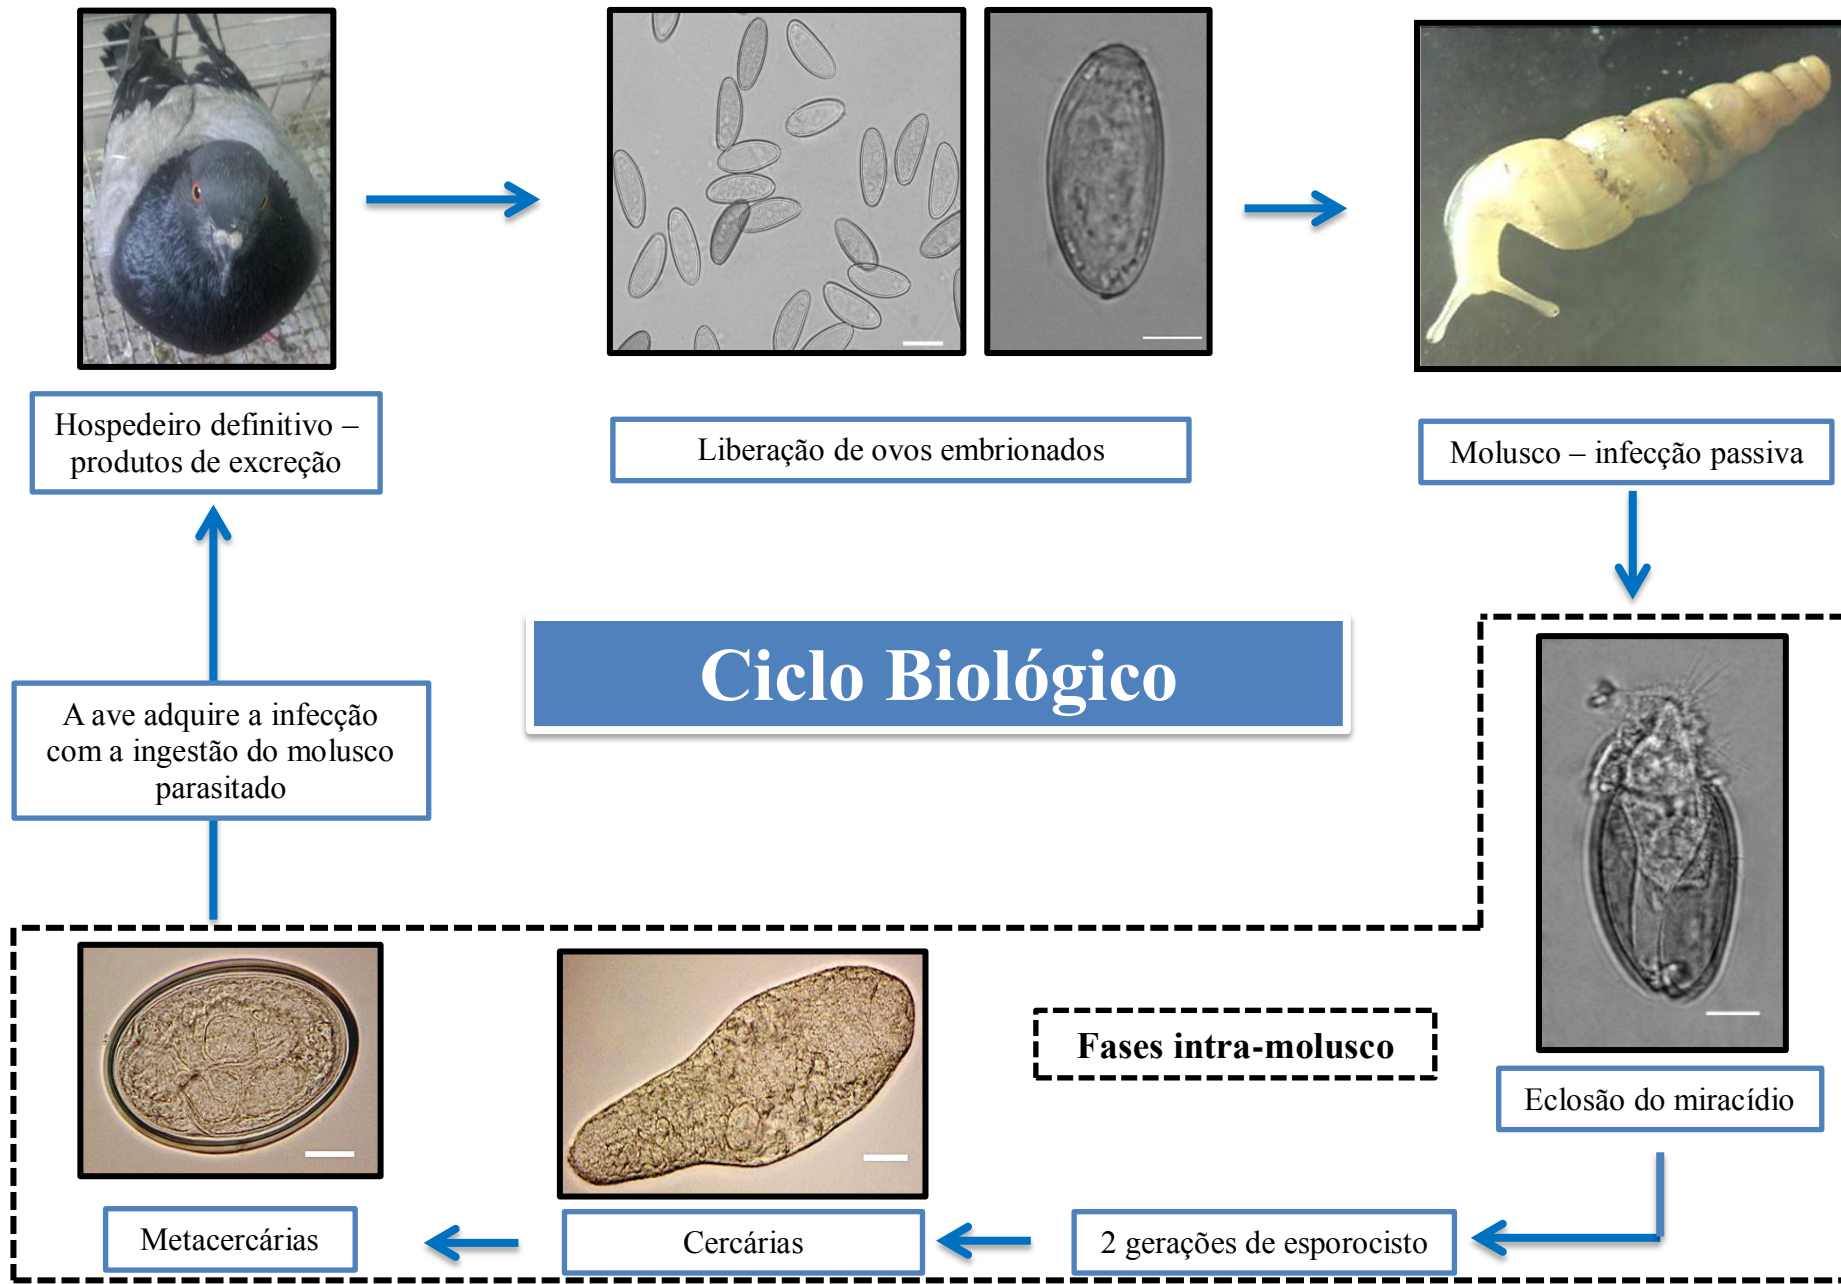 Hospedeiro definitivo –
produtos de excreção
Liberação de ovos embrionados
Molusco – infecção passiva
Ciclo Biológico
A ave adquire a infecção
com a ingestão do molusco
parasitado
Fases intra-molusco
Eclosão do miracídio
Metacercárias
Cercárias
2 gerações de esporocisto